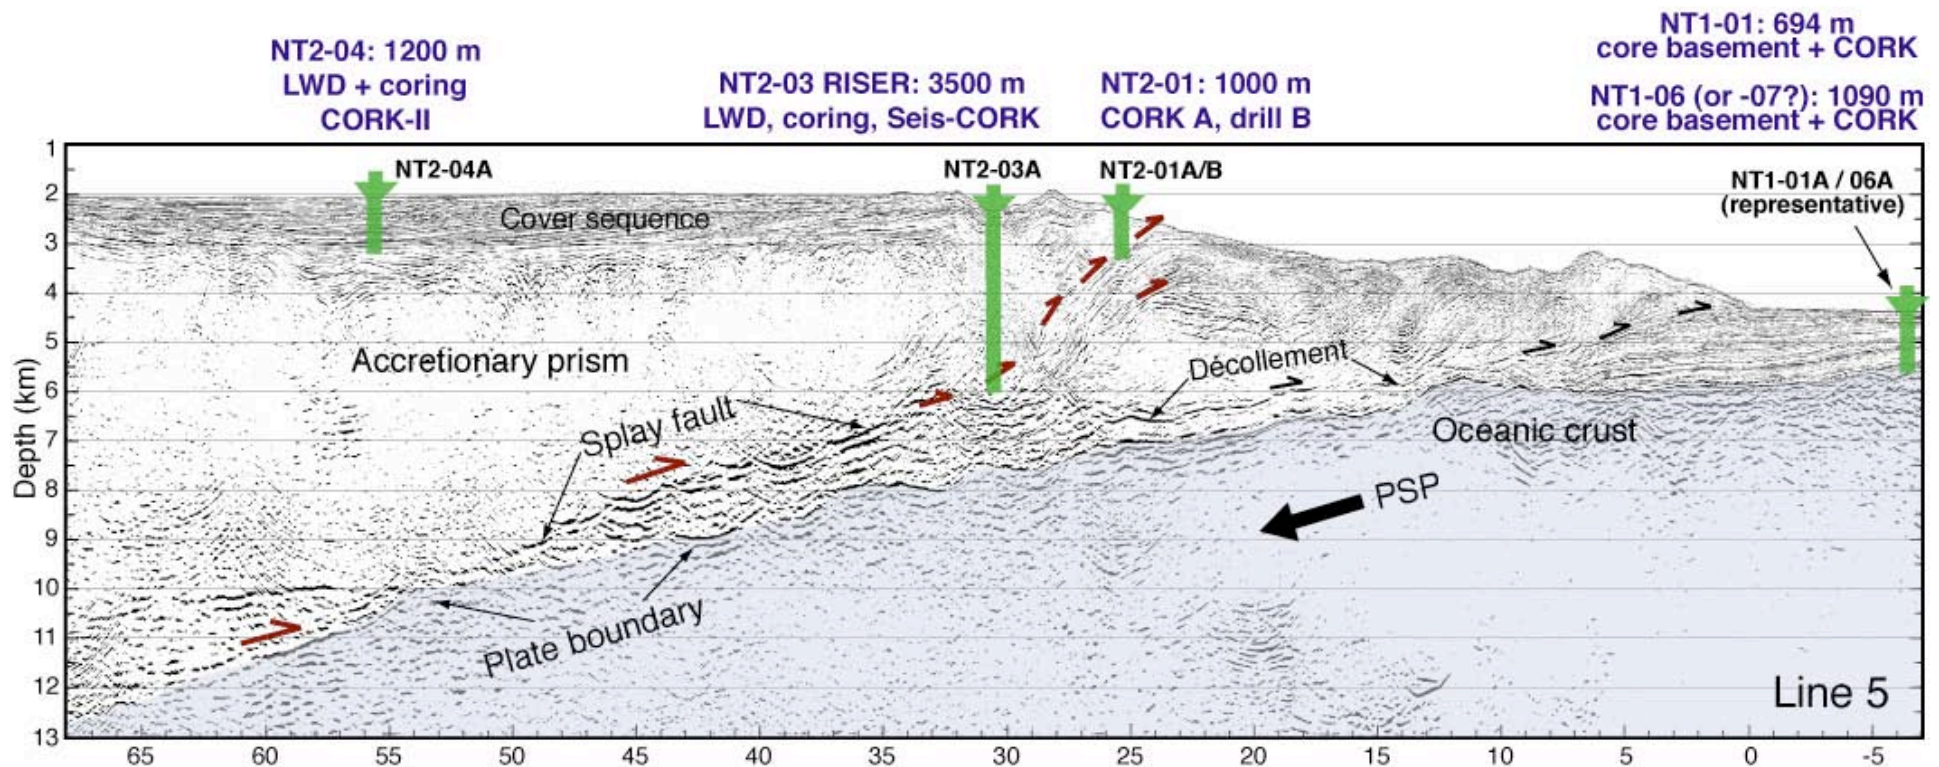 NT2-04: 1200 m
LWD + coring
CORK-II
NT2-03 RISER: 3500 m
LWD, coring, Seis-CORK
NT2-01: 1000 m
CORK A, drill B
NT1-01: 694 m
core basement + CORK
NT1-06 (or -07?): 1090 m
core basement + CORK
NT2-04A
NT2-03A
NT2-01A/B
NT1-01A / 06A
(representative)
Cover sequence
Accretionary prism
Splay fault
Décollement
Oceanic crust
PSP
Plate boundary
Line 5
Depth (km)
1
2
3
4
5
6
7
8
9
10
11
12
13
65 60 55 50 45 40 35 30 25 20 15 10 5 0 -5